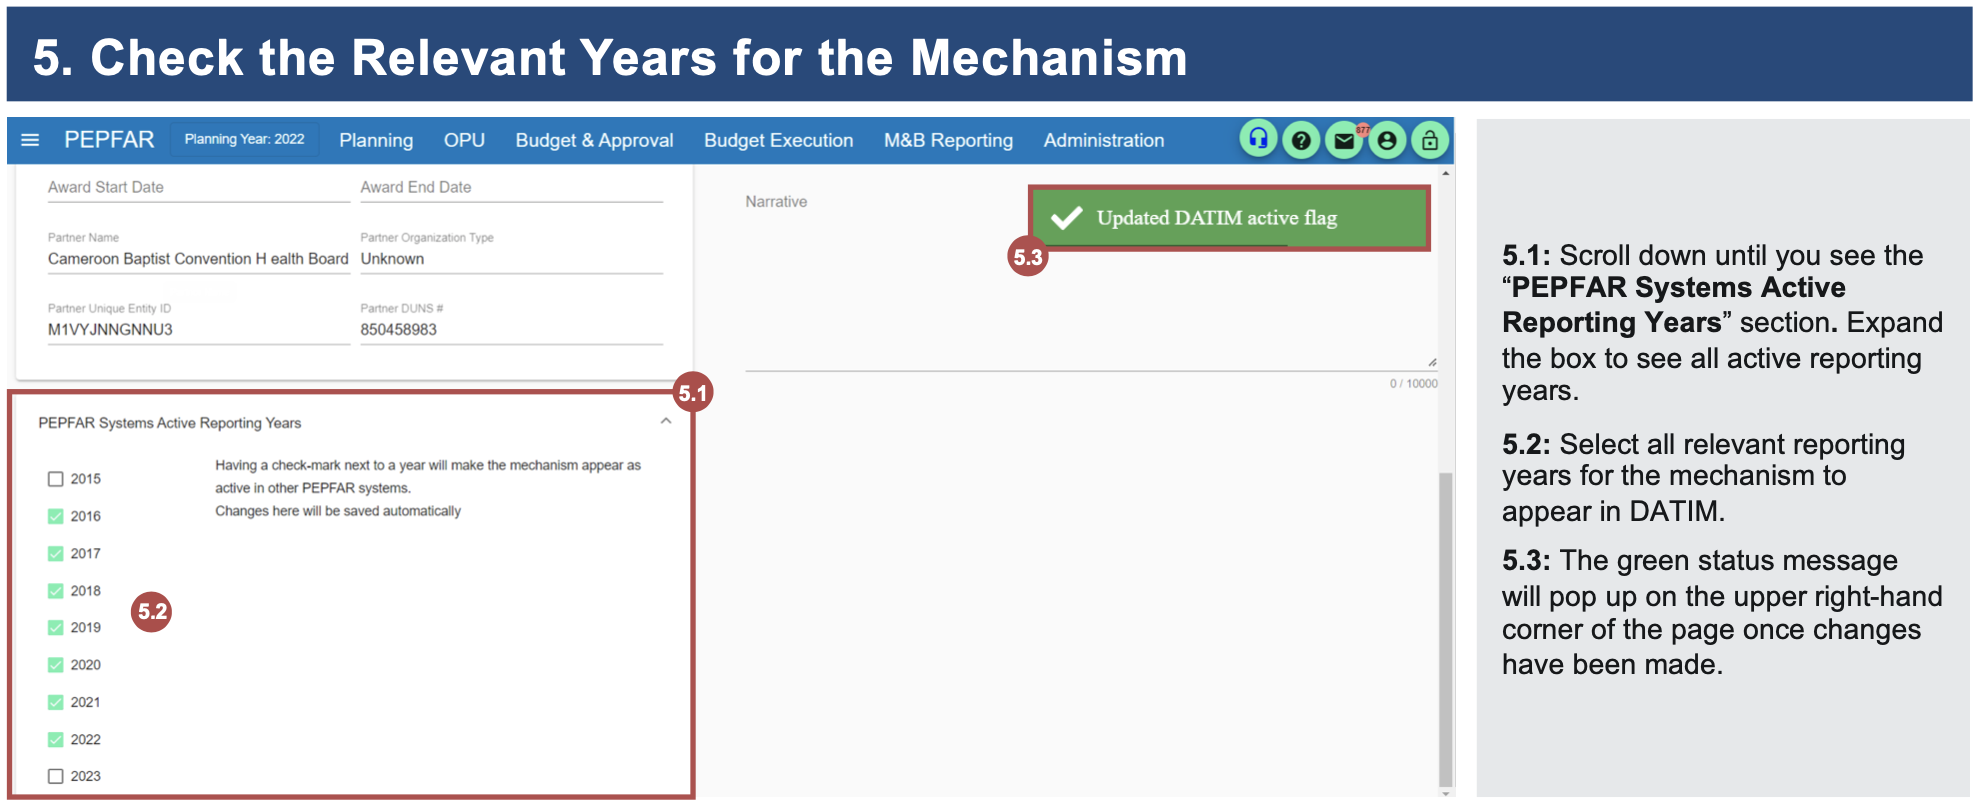 5. Check the Relevant Years for the Mechanism
PEPFAR Planning Year: 2022 Planning OPU Budget & Approval Budget Execution M&B Reporting Administration 877
Award Start Date Award End Date
Partner Name Partner Organization Type
Cameroon Baptist Convention H ealth Board Unknown
Partner Unique Entity ID Partner DUNS #
M1VYJNNGNNU3 850458983
Narrative
Updated DATIM active flag
5.3
0 / 10000
5.1
PEPFAR Systems Active Reporting Years
2015
2016
2017
2018
2019
2020
2021
2022
2023
Having a check-mark next to a year will make the mechanism appear as
active in other PEPFAR systems.
Changes here will be saved automatically
5.2
5.1: Scroll down until you see the
“PEPFAR Systems Active
Reporting Years” section. Expand
the box to see all active reporting
years.
5.2: Select all relevant reporting
years for the mechanism to
appear in DATIM.
5.3: The green status message
will pop up on the upper right-hand
corner of the page once changes
have been made.